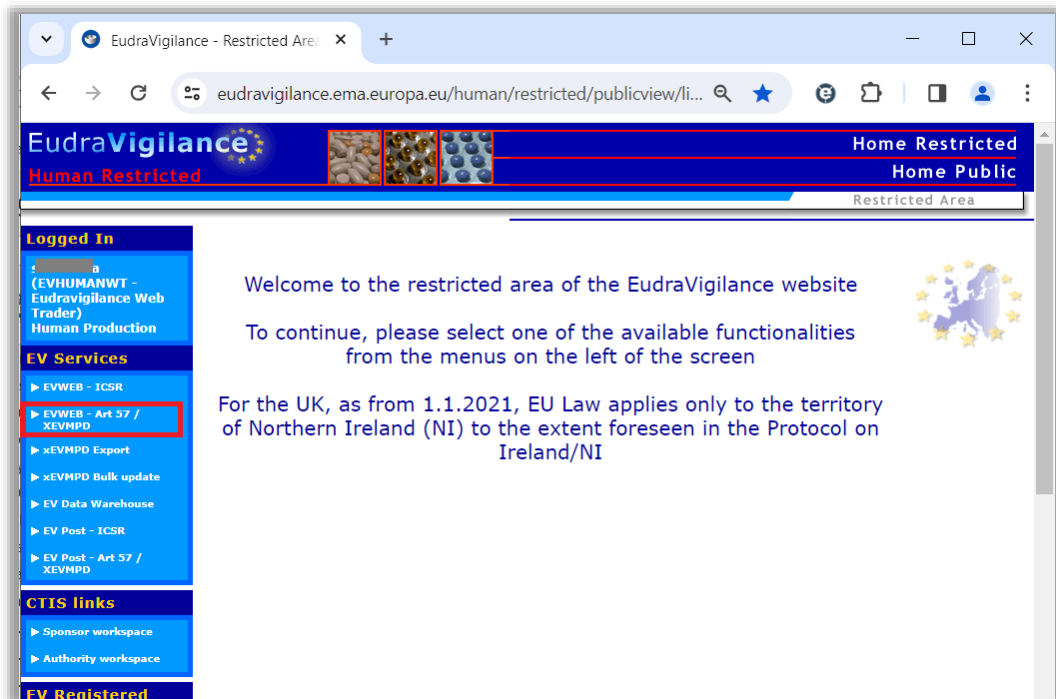 EudraVigilance - Restricted Area
eudravigilance.ema.europa.eu/human/restricted/publicview/li...
EudraVigilance
Human Restricted
Home Restricted
Home Public
Restricted Area
Logged In
s a
(EVHUMANWT -
Eudravigilance Web
Trader)
Human Production
EV Services
EVWEB - ICSR
EVWEB - Art 57 /
XEVMPD
xEVMPD Export
xEVMPD Bulk update
EV Data Warehouse
EV Post - ICSR
EV Post - Art 57 /
XEVMPD
CTIS links
Sponsor workspace
Authority workspace
EV Registered
Welcome to the restricted area of the EudraVigilance website
To continue, please select one of the available functionalities
from the menus on the left of the screen
For the UK, as from 1.1.2021, EU Law applies only to the territory
of Northern Ireland (NI) to the extent foreseen in the Protocol on
Ireland/NI